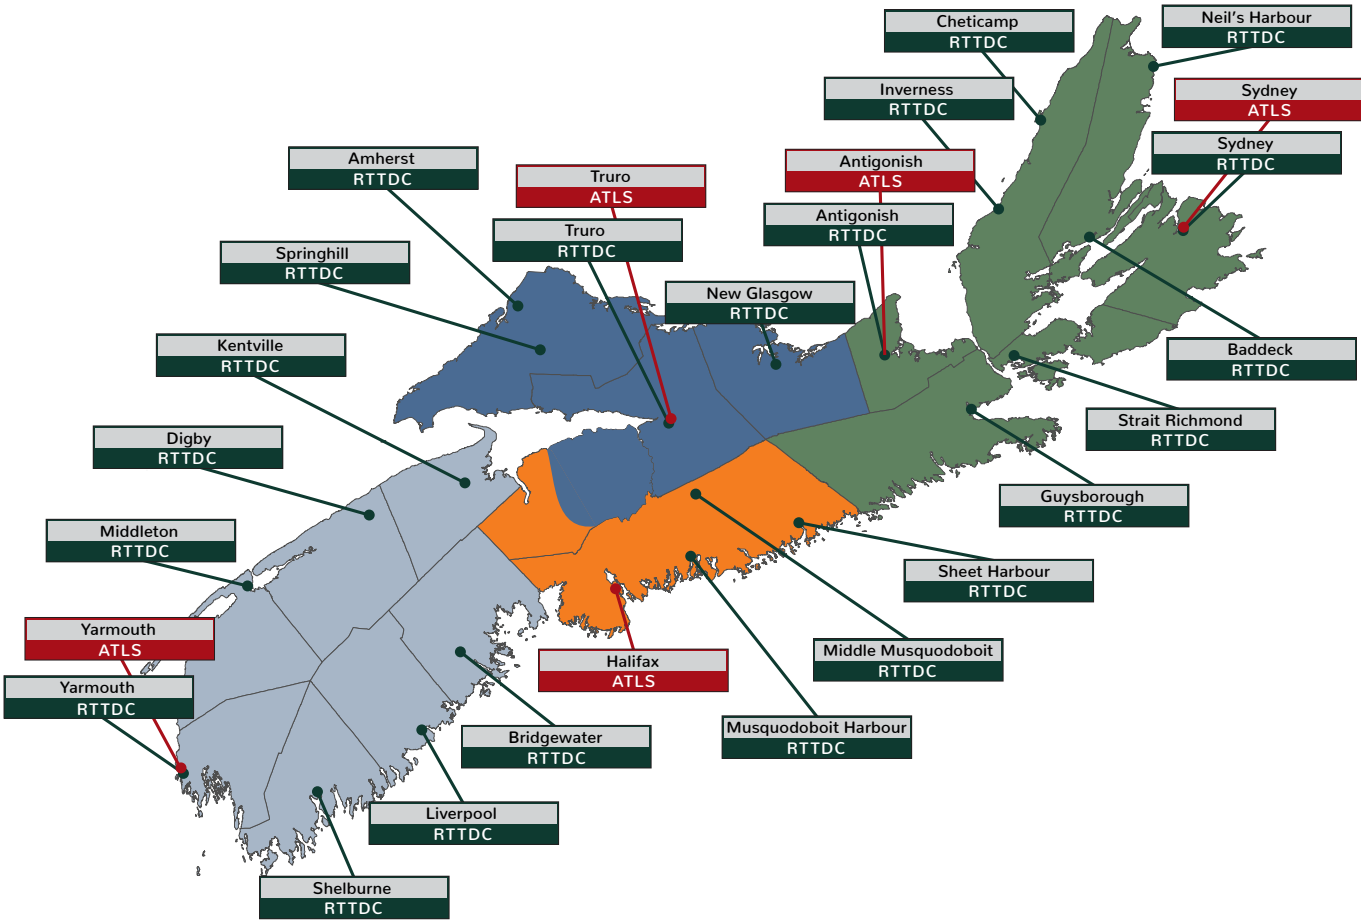 Cheticamp
RTTDC
Neil's Harbour
RTTDC
Inverness
RTTDC
Sydney
ATLS
Sydney
RTTDC
Amherst
RTTDC
Truro
ATLS
Antigonish
ATLS
Antigonish
RTTDC
Truro
RTTDC
Springhill
RTTDC
New Glasgow
RTTDC
Kentville
RTTDC
Baddeck
RTTDC
Strait Richmond
RTTDC
Digby
RTTDC
Guysborough
RTTDC
Middleton
RTTDC
Sheet Harbour
RTTDC
Yarmouth
ATLS
Middle Musquodoboit
RTTDC
Halifax
ATLS
Yarmouth
RTTDC
Musquodoboit Harbour
RTTDC
Bridgewater
RTTDC
Liverpool
RTTDC
Shelburne
RTTDC